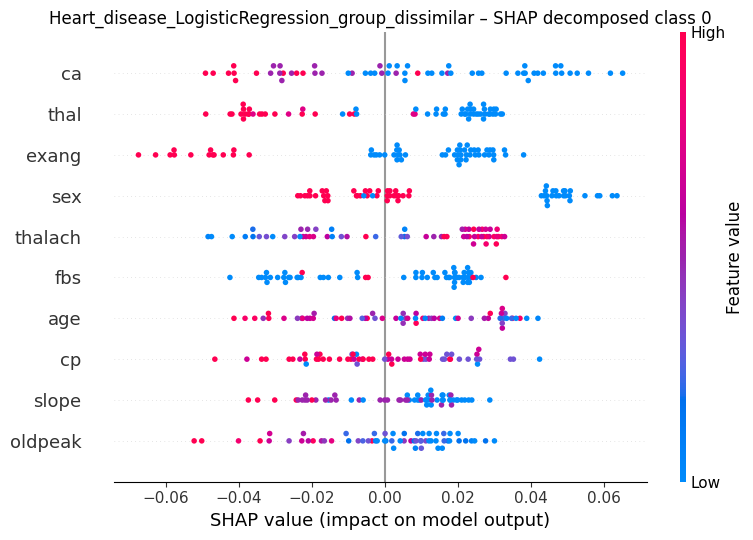 Heart_disease_LogisticRegression_group_dissimilar – SHAP decomposed class 0
High
ca
thal
exang
sex
thalach
fbs
age
cp
slope
oldpeak
Feature value
Low
−0.06 −0.04 −0.02 0.00 0.02 0.04 0.06
SHAP value (impact on model output)